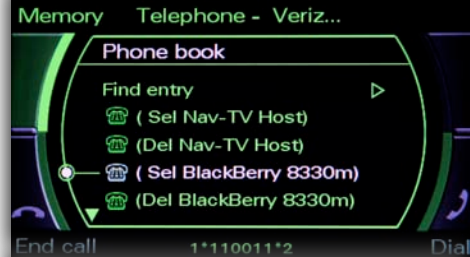 Memory Telephone - Veriz...
Phone book
Find entry
( Sel Nav-TV Host)
(Del Nav-TV Host)
( Sel BlackBerry 8330m)
(Del BlackBerry 8330m)
End call 1*110011*2 Dial